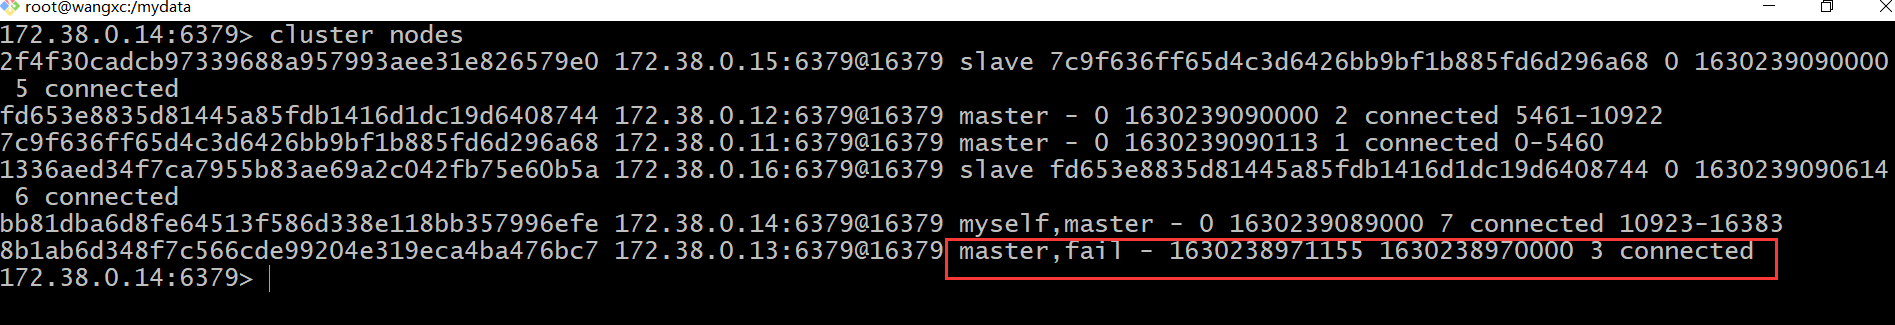 root@wangxc:/mydata
172.38.0.14:6379> cluster nodes
2f4f30cadcb97339688a957993aee31e826579e0 172.38.0.15:6379@16379 slave 7c9f636ff65d4c3d6426bb9bf1b885fd6d296a68 0 1630239090000
5 connected
fd653e8835d81445a85fdb1416d1dc19d6408744 172.38.0.12:6379@16379 master - 0 1630239090000 2 connected 5461-10922
7c9f636ff65d4c3d6426bb9bf1b885fd6d296a68 172.38.0.11:6379@16379 master - 0 1630239090113 1 connected 0-5460
1336aed34f7ca7955b83ae69a2c042fb75e60b5a 172.38.0.16:6379@16379 slave fd653e8835d81445a85fdb1416d1dc19d6408744 0 1630239090614
6 connected
bb81dba6d8fe64513f586d338e118bb357996efe 172.38.0.14:6379@16379 myself,master - 0 1630239089000 7 connected 10923-16383
8b1ab6d348f7c566cde99204e319eca4ba476bc7 172.38.0.13:6379@16379 master,fail - 1630238971155 1630238970000 3 connected
172.38.0.14:6379>